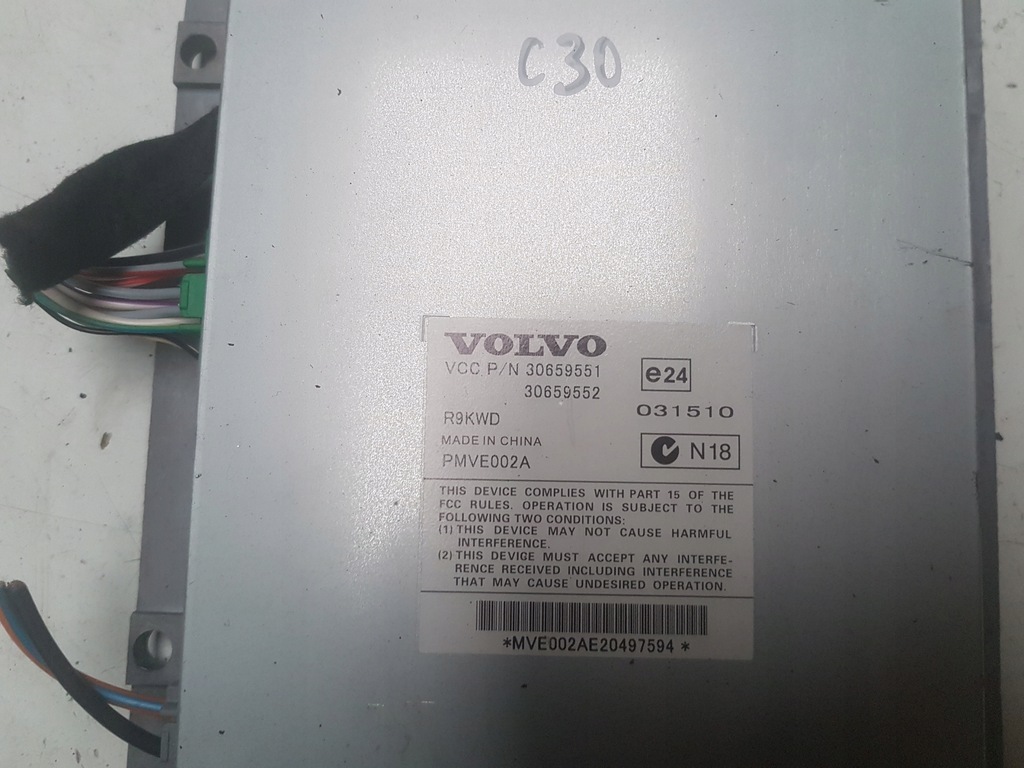 C30
VOLVO
VCC P/N 30659551
30659552
e24
R9KWD
031510
MADE IN CHINA
PMVE002A
N18
THIS DEVICE COMPLIES WITH PART 15 OF THE
FCC RULES. OPERATION IS SUBJECT TO THE
FOLLOWING TWO CONDITIONS:
(1) THIS DEVICE MAY NOT CAUSE HARMFUL
INTERFERENCE.
(2) THIS DEVICE MUST ACCEPT ANY INTERFE-
RENCE RECEIVED INCLUDING INTERFERENCE
THAT MAY CAUSE UNDESIRED OPERATION.
*MVE002AE20497594*